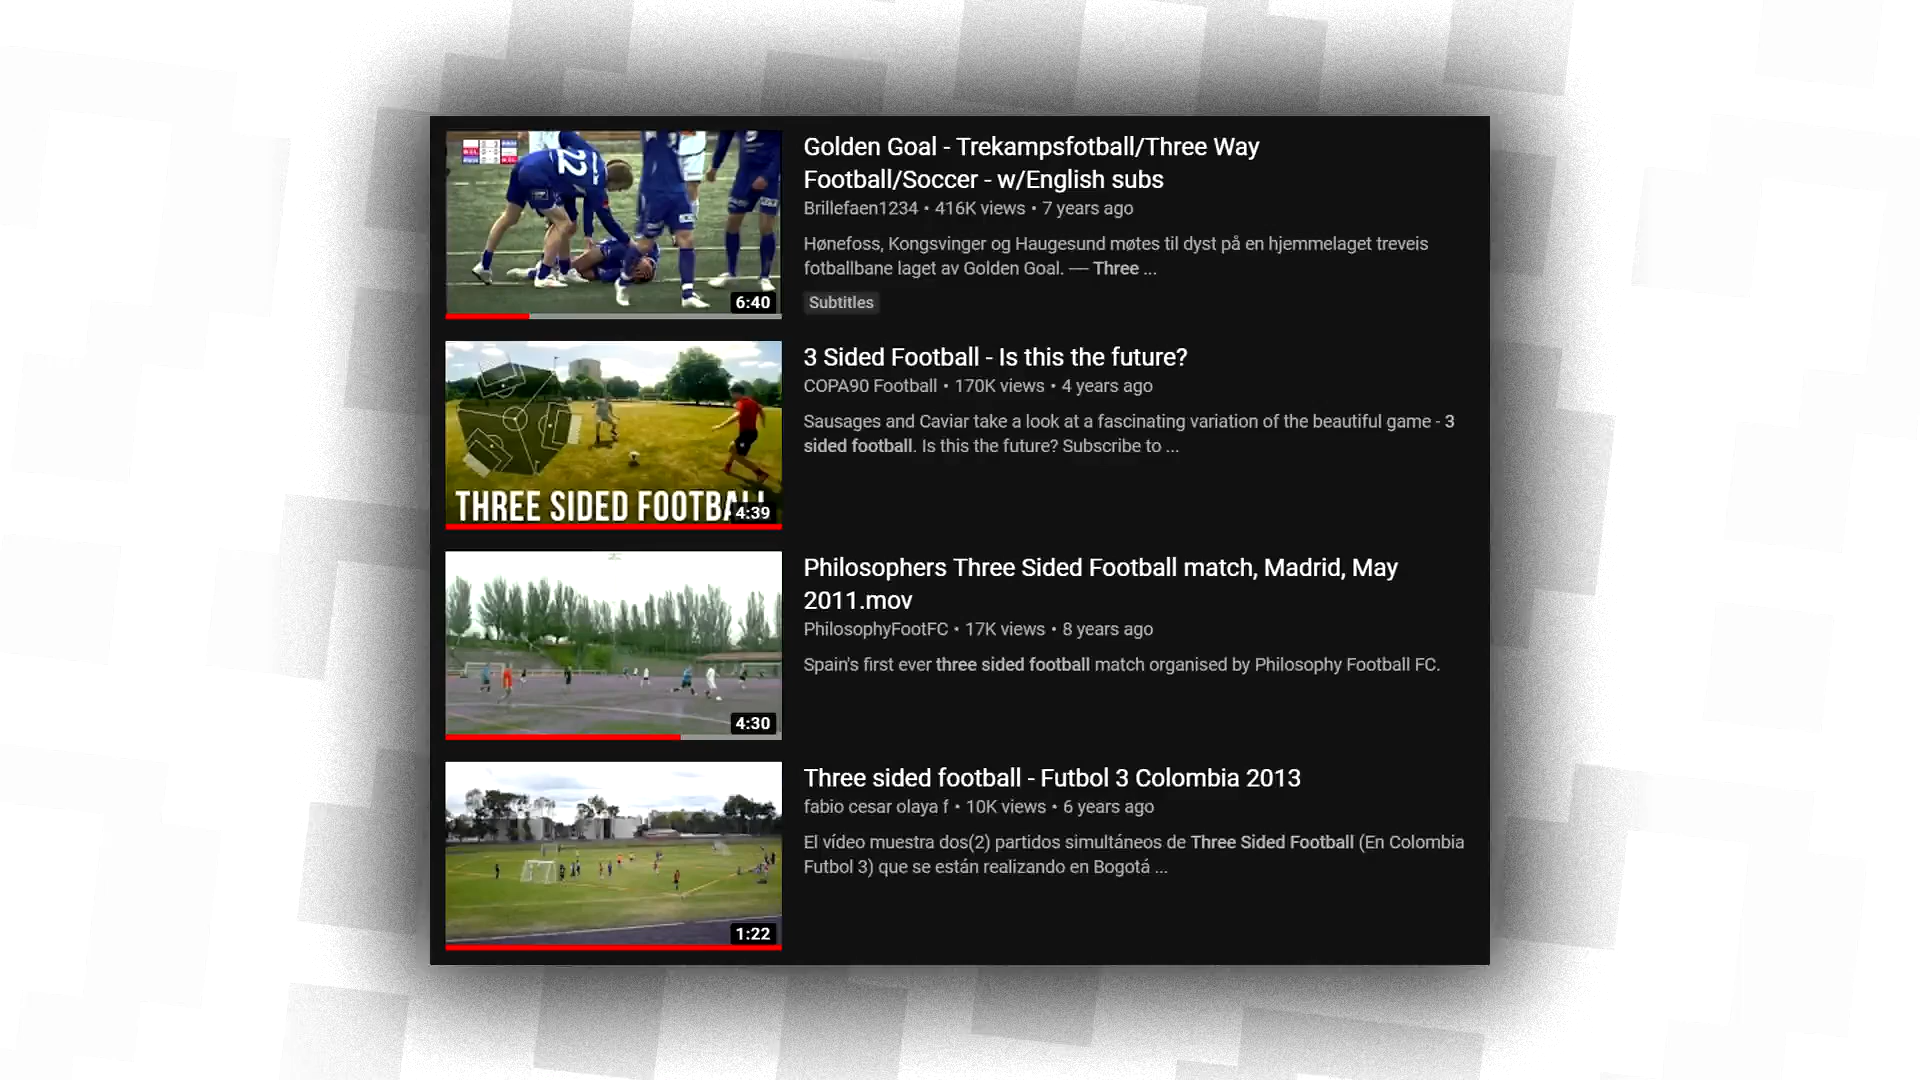 Golden Goal - Trekampsfotball/Three Way
Football/Soccer - w/English subs
Brillefaen1234 • 416K views • 7 years ago
Hønefoss, Kongsvinger og Haugesund møtes til dyst på en hjemmelaget treveis
fotballbane laget av Golden Goal. — Three ...
Subtitles
22
6:40
3 Sided Football - Is this the future?
COPA90 Football • 170K views • 4 years ago
Sausages and Caviar take a look at a fascinating variation of the beautiful game - 3
sided football. Is this the future? Subscribe to ...
THREE SIDED FOOTBALL
4:39
Philosophers Three Sided Football match, Madrid, May
2011.mov
PhilosophyFootFC • 17K views • 8 years ago
Spain's first ever three sided football match organised by Philosophy Football FC.
4:30
Three sided football - Futbol 3 Colombia 2013
fabio cesar olaya f • 10K views • 6 years ago
El vídeo muestra dos(2) partidos simultáneos de Three Sided Football (En Colombia
Futbol 3) que se están realizando en Bogotá ...
1:22